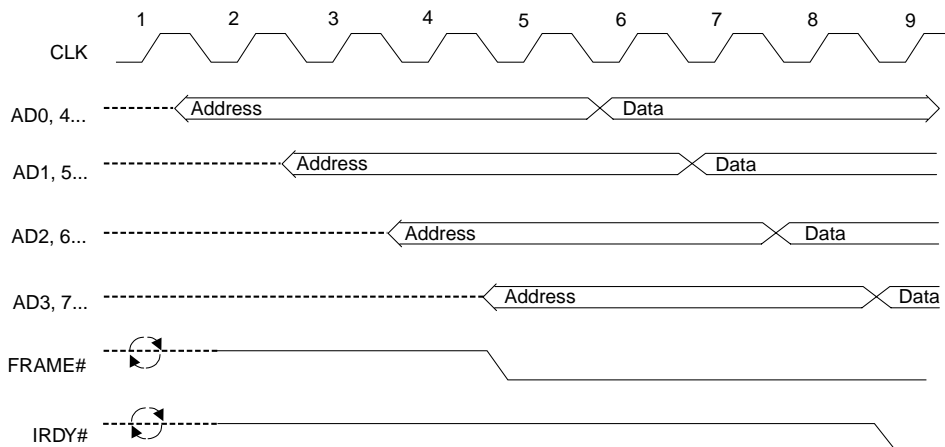 1 2 3 4 5 6 7 8 9
CLK
AD0, 4... Address Data
AD1, 5... Address Data
AD2, 6... Address Data
AD3, 7... Address Data
FRAME#
IRDY#